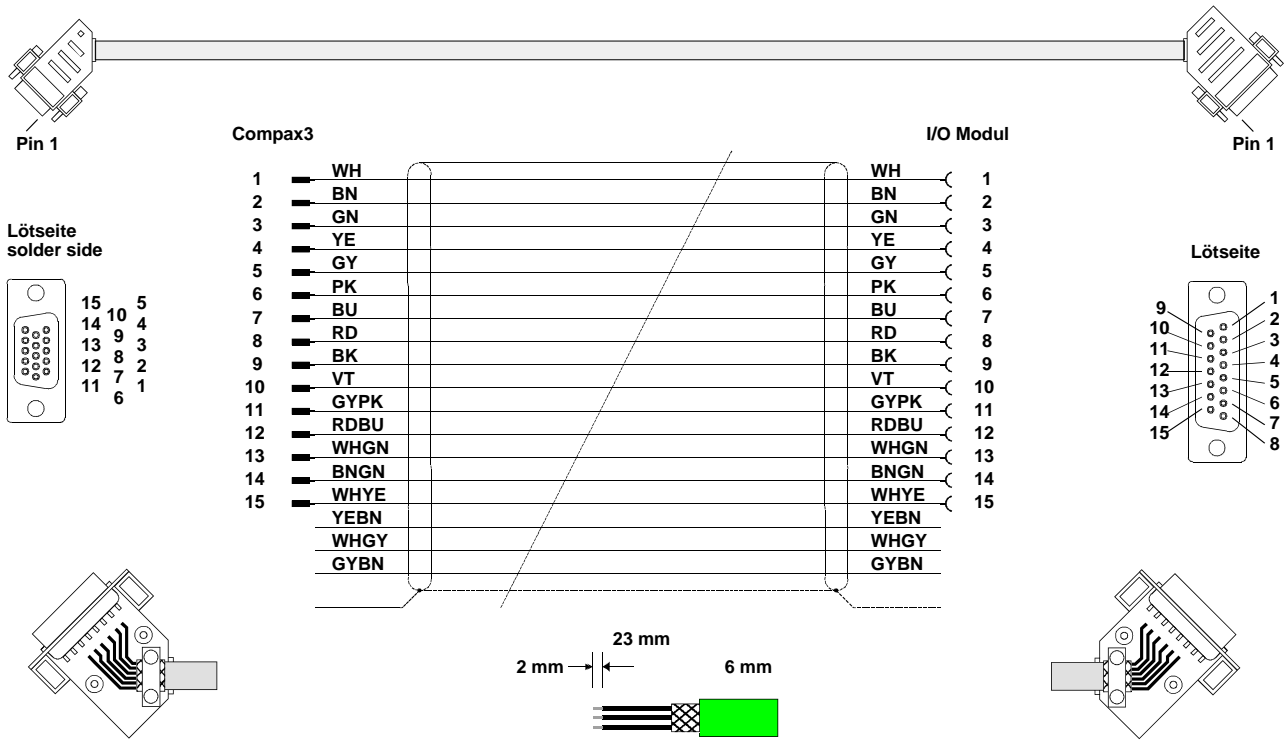 Pin 1
Pin 1
Compax3
I/O Modul
1 WH WH 1
2 BN BN 2
3 GN GN 3
4 YE YE 4
5 GY GY 5
6 PK PK 6
7 BU BU 7
8 RD RD 8
9 BK BK 9
10 VT VT 10
11 GYPK GYPK 11
12 RDBU RDBU 12
13 WHGN WHGN 13
14 BNGN BNGN 14
15 WHYE WHYE 15
YEBN YEBN
WHGY WHGY
GYBN GYBN
Lötseite
solder side
15 5
10
14 4
9
13 3
8
12 2
7
11 1
6
Lötseite
1
9
2
10
3
11
4
12
5
13
6
14
7
15
8
23 mm
2 mm
6 mm